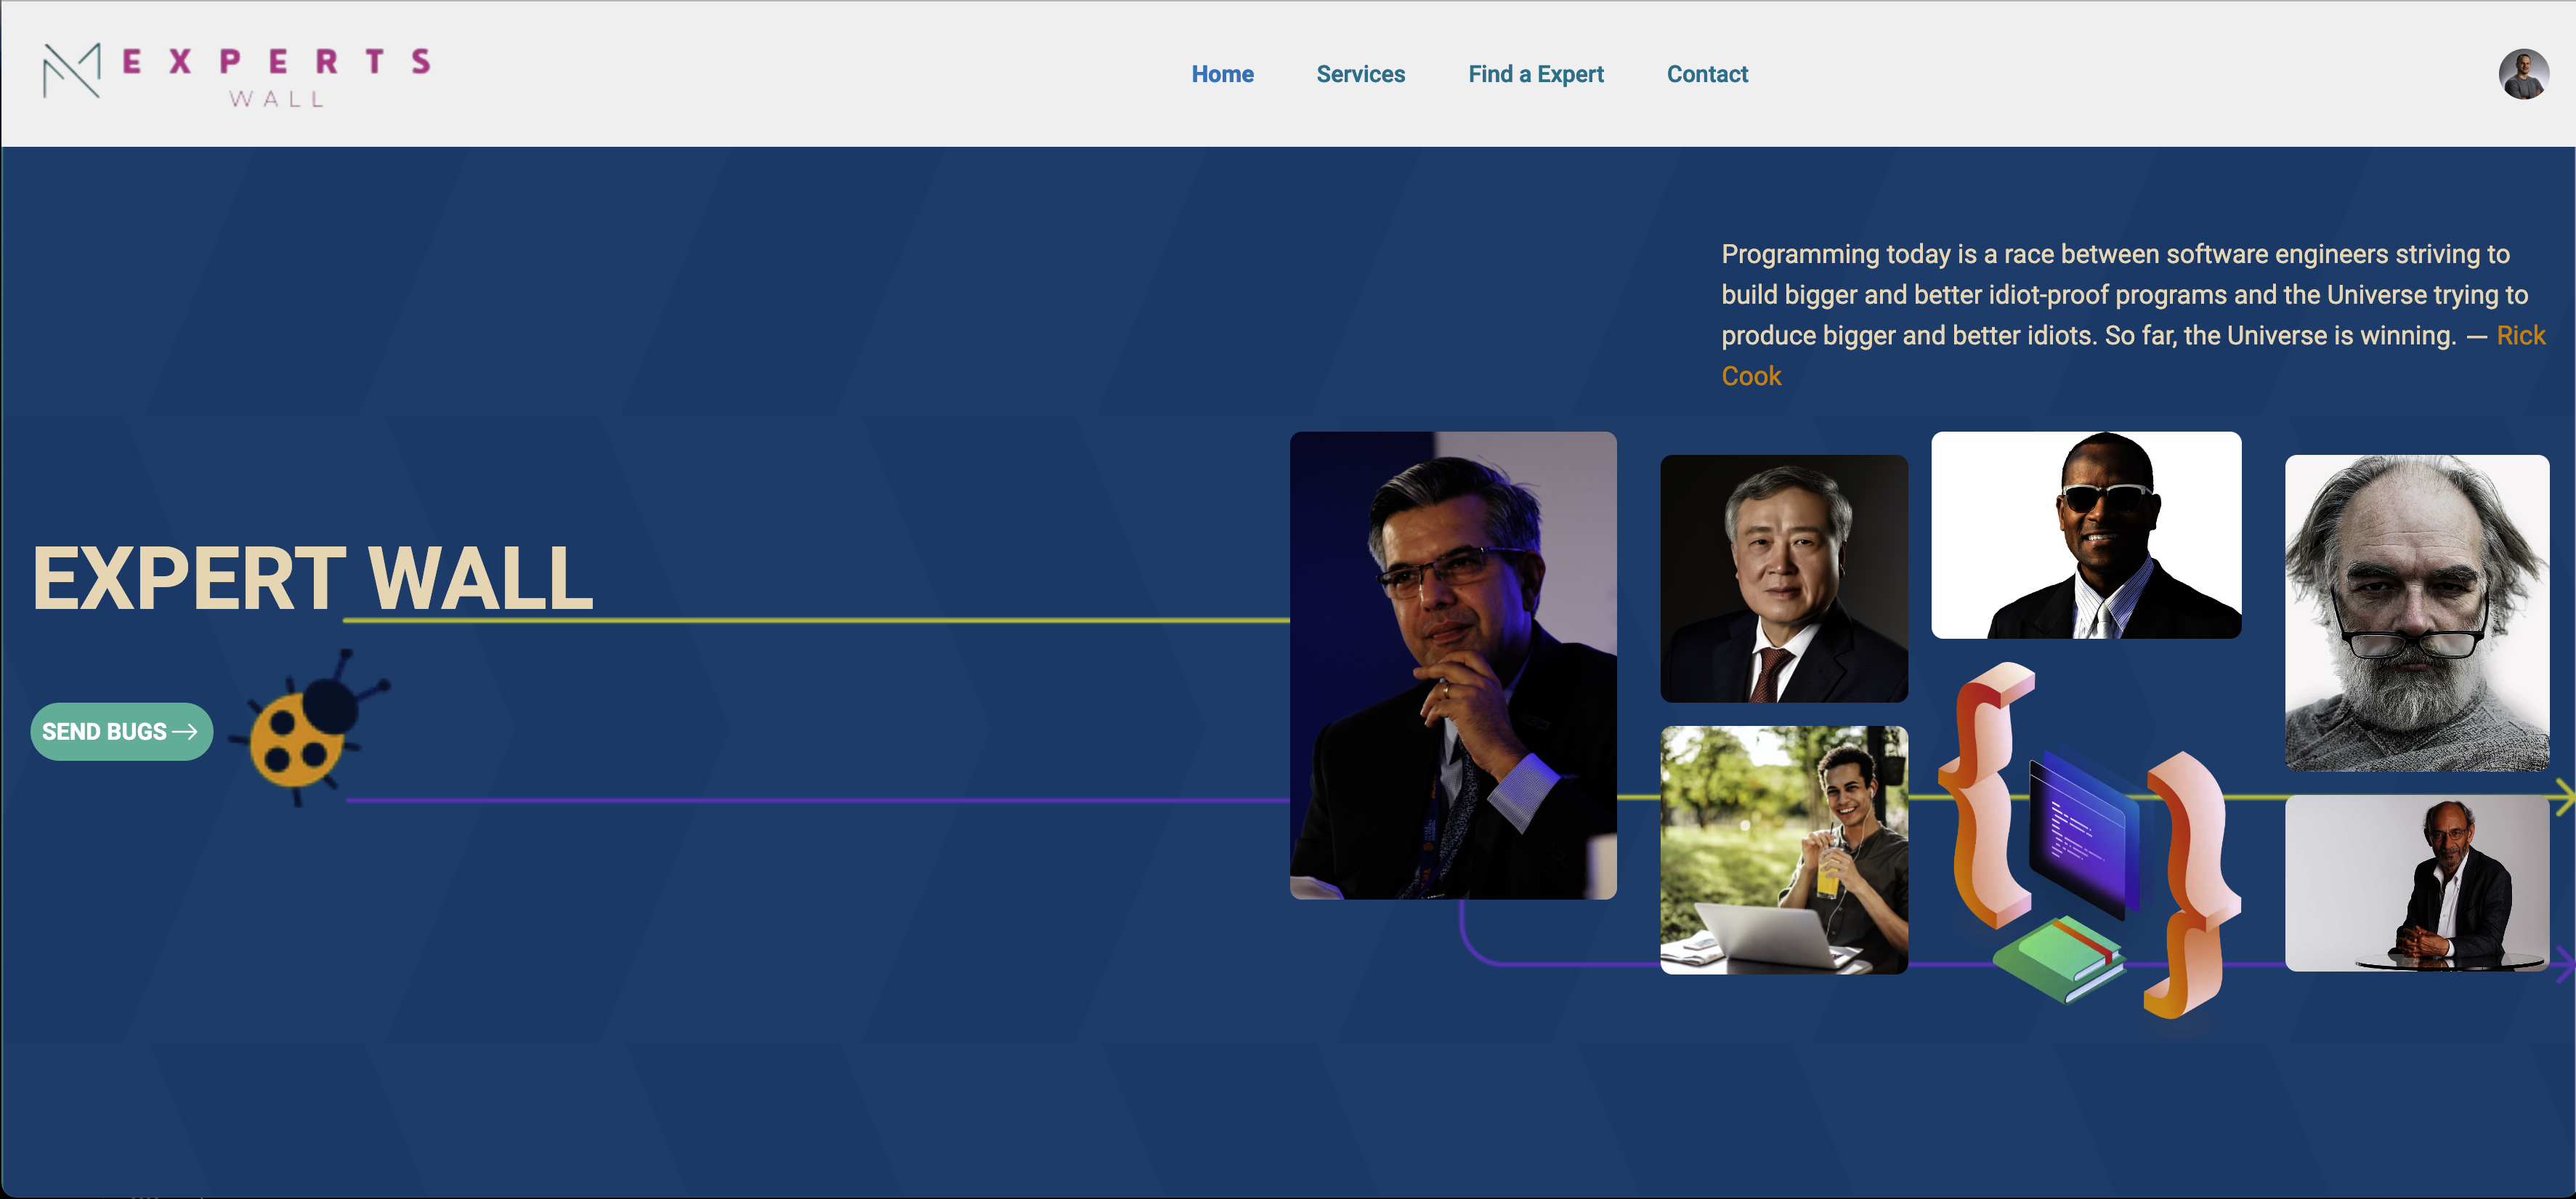 EXPERTS
WALL
Home
Services
Find a Expert
Contact
Programming today is a race between software engineers striving to
build bigger and better idiot-proof programs and the Universe trying to
produce bigger and better idiots. So far, the Universe is winning. — Rick
Cook
EXPERT WALL
SEND BUGS